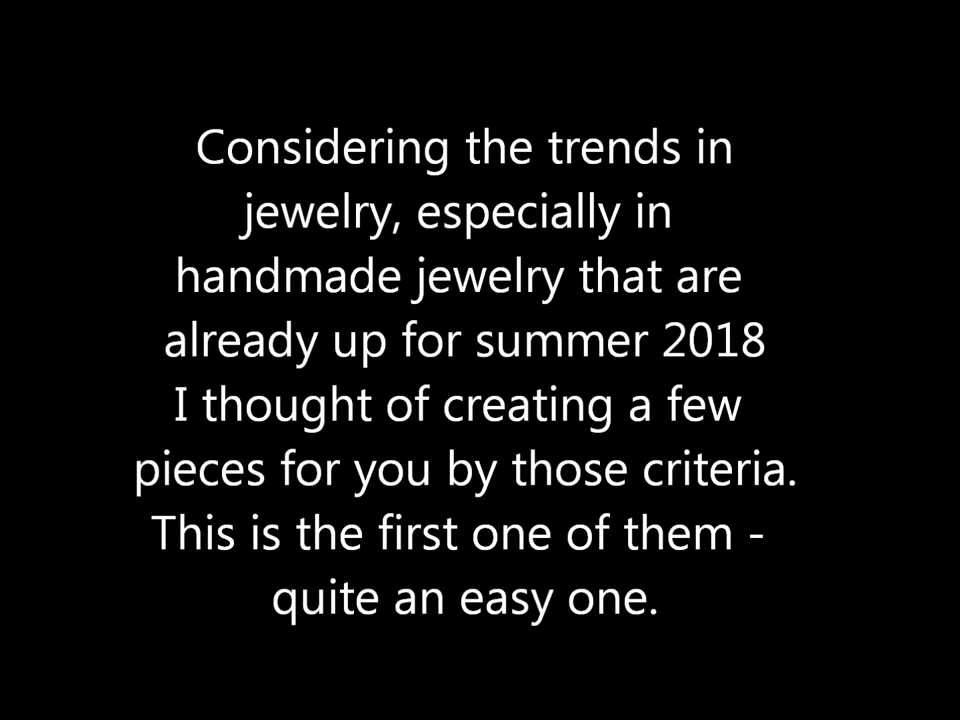 Considering the trends in
jewelry, especially in
handmade jewelry that are
already up for summer 2018
I thought of creating a few
pieces for you by those criteria.
This is the first one of them -
quite an easy one.